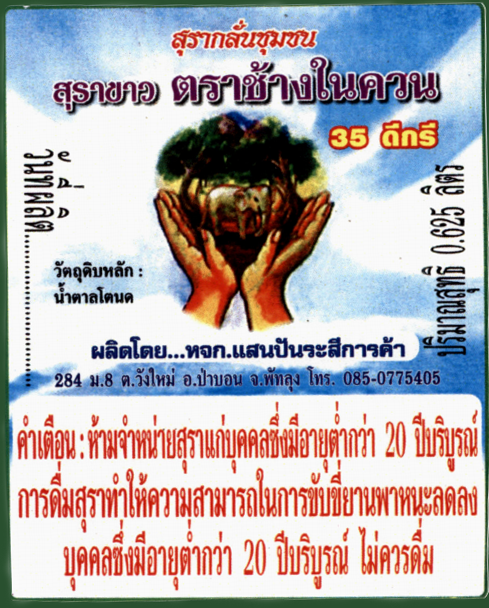 สุรากลั่นชุมชน
สุราขาว ตราช้างในควน
35 ดีกรี
วันที่ผลิต
ปริมาณสุทธิ 0.625 ลิตร
วัตถุดิบหลัก :
น้ำตาลโตนด
ผลิตโดย...หจก.แสนปันระสีการค้า
284 ม.8 ต.วังใหม่ อ.ป่าบอน จ.พัทลุง โทร. 085-0775405
คำเตือน : ห้ามจำหน่ายสุราแก่บุคคลซึ่งมีอายุต่ำกว่า 20 ปีบริบูรณ์
การดื่มสุราทำให้ความสามารถในการขับขี่ยานพาหนะลดลง
บุคคลซึ่งมีอายุต่ำกว่า 20 ปีบริบูรณ์ ไม่ควรดื่ม